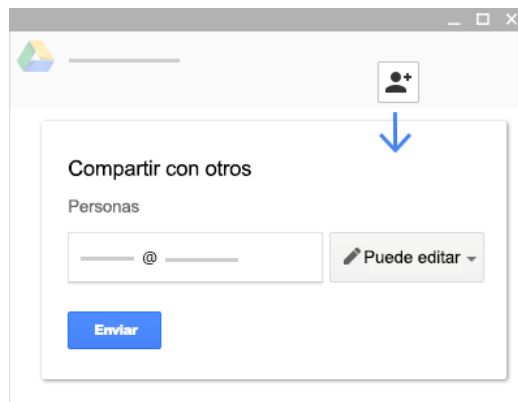 Compartir con otros
Personas
@
Puede editar
Enviar